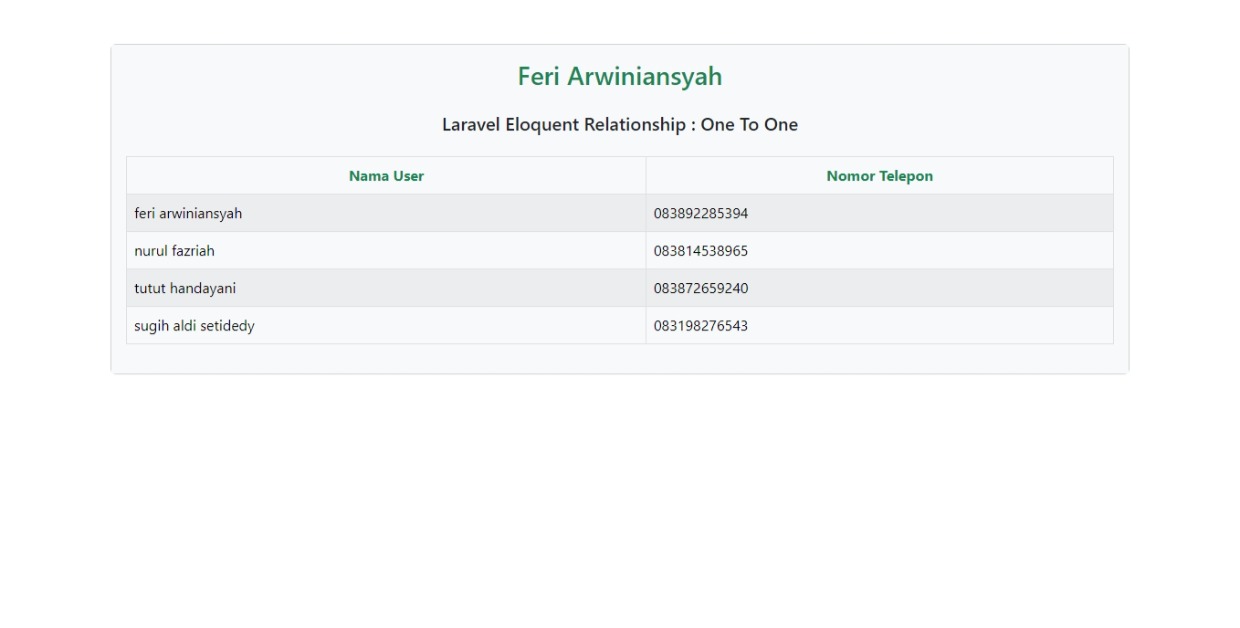 Feri Arwiniansyah
Laravel Eloquent Relationship : One To One
Nama User Nomor Telepon
feri arwiniansyah 083892285394
nurul fazriah 083814538965
tutut handayani 083872659240
sugih aldi setidedy 083198276543